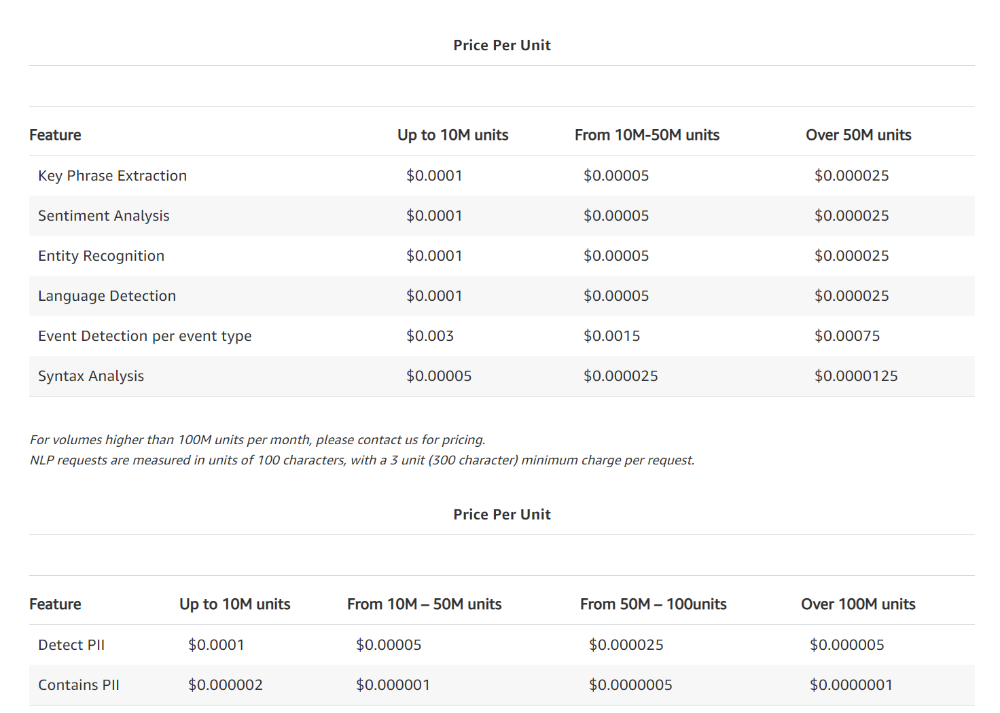 Price Per Unit
Feature Up to 10M units From 10M-50M units Over 50M units
Key Phrase Extraction $0.0001 $0.00005 $0.000025
Sentiment Analysis $0.0001 $0.00005 $0.000025
Entity Recognition $0.0001 $0.00005 $0.000025
Language Detection $0.0001 $0.00005 $0.000025
Event Detection per event type $0.003 $0.0015 $0.00075
Syntax Analysis $0.00005 $0.000025 $0.0000125
For volumes higher than 100M units per month, please contact us for pricing.
NLP requests are measured in units of 100 characters, with a 3 unit (300 character) minimum charge per request.
Price Per Unit
Feature Up to 10M units From 10M – 50M units From 50M – 100units Over 100M units
Detect PII $0.0001 $0.00005 $0.000025 $0.000005
Contains PII $0.000002 $0.000001 $0.0000005 $0.0000001